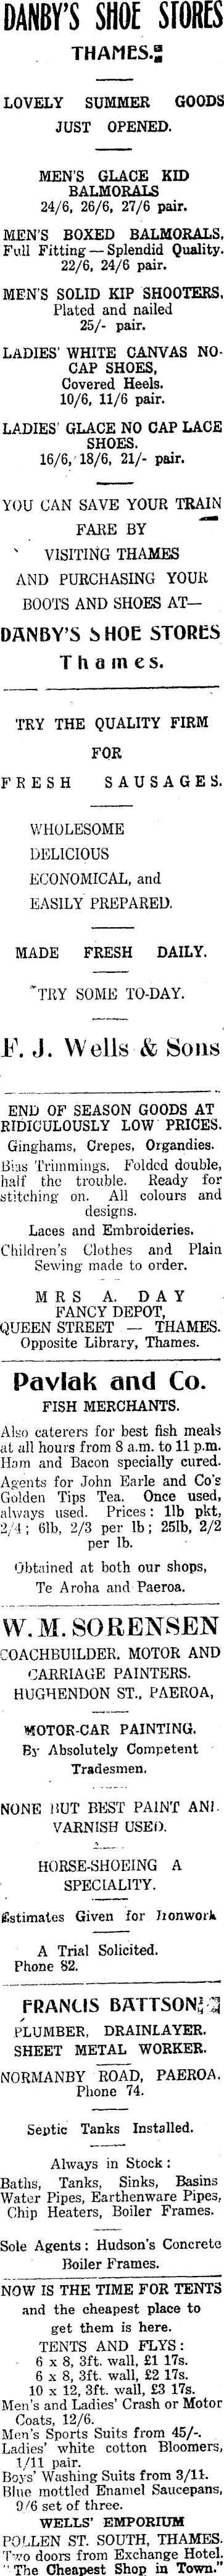 DANBY'S SHOE STORES
THAMES.
LOVELY SUMMER GOODS
JUST OPENED.
MEN'S GLACE KID
BALMORALS
24/6, 26/6, 27/6 pair.
MEN'S BOXED BALMORALS.
Full Fitting — Splendid Quality.
22/6, 24/6 pair.
MEN'S SOLID KIP SHOOTERS.
Plated and nailed
25/- pair.
LADIES' WHITE CANVAS NO-
CAP SHOES,
Covered Heels.
10/6, 11/6 pair.
LADIES' GLACE NO CAP LACE
SHOES.
16/6, 18/6, 21/- pair.
YOU CAN SAVE YOUR TRAIN
FARE BY
VISITING THAMES
AND PURCHASING YOUR
BOOTS AND SHOES AT—
DANBY'S SHOE STORES
Thames.
TRY THE QUALITY FIRM
FOR
FRESH SAUSAGES.
WHOLESOME
DELICIOUS
ECONOMICAL, and
EASILY PREPARED.
MADE FRESH DAILY.
TRY SOME TO-DAY.
F. J. Wells & Sons
END OF SEASON GOODS AT
RIDICULOUSLY LOW PRICES.
Ginghams, Crepes, Organdies.
Bias Trimmings, Folded double,
half the trouble. Ready for
stitching on. All colours and
designs.
Laces and Embroideries.
Children's Clothes and Plain
Sewing made to order.
MRS A. DAY
FANCY DEPOT,
QUEEN STREET — THAMES.
Opposite Library, Thames.
Pavlak and Co.
FISH MERCHANTS.
Also caterers for best fish meals
at all hours from 8 a.m. to 11 p.m.
Ham and Bacon specially cured.
Agents for John Earle and Co's
Golden Tips Tea. Once used,
always used. Prices: 1lb pkt,
2/4; 6lb, 2/3 per lb; 25lb, 2/2
per lb.
Obtained at both our shops,
Te Aroha and Paeroa.
W. M. SORENSEN
COACHBUILDER. MOTOR AND
CARRIAGE PAINTERS.
HUGHENDON ST., PAEROA,
MOTOR-CAR PAINTING.
By Absolutely Competent
Tradesmen.
NONE BUT BEST PAINT AND
VARNISH USED.
HORSE-SHOEING A
SPECIALITY.
Estimates Given for Ironwork
A Trial Solicited.
Phone 82.
FRANCIS BATTSON
PLUMBER, DRAINLAYER.
SHEET METAL WORKER.
NORMANBY ROAD, PAEROA.
Phone 74.
Septic Tanks Installed.
Always in Stock:
Baths, Tanks, Sinks, Basins
Water Pipes, Earthenware Pipes,
Chip Heaters, Boiler Frames.
Sole Agents: Hudson's Concrete
Boiler Frames.
NOW IS THE TIME FOR TENTS
and the cheapest place to
get them is here.
TENTS AND FLYS:
6 x 8, 3ft. wall, £1 17s.
6 x 8, 3ft. wall, £2 17s.
10 x 12, 3ft. wall, £3 17s.
Men's and Ladies' Crash or Motor
Coats, 12/6.
Men's Sports Suits from 45/-.
Ladies' white cotton Bloomers,
1/11 pair.
Boys' Washing Suits from 3/11.
Blue mottled Enamel Saucepans,
9/6 set of three.
WELLS' EMPORIUM
POLLEN ST. SOUTH, THAMES.
Two doors from Exchange Hotel,
"The Cheapest Shop in Town."